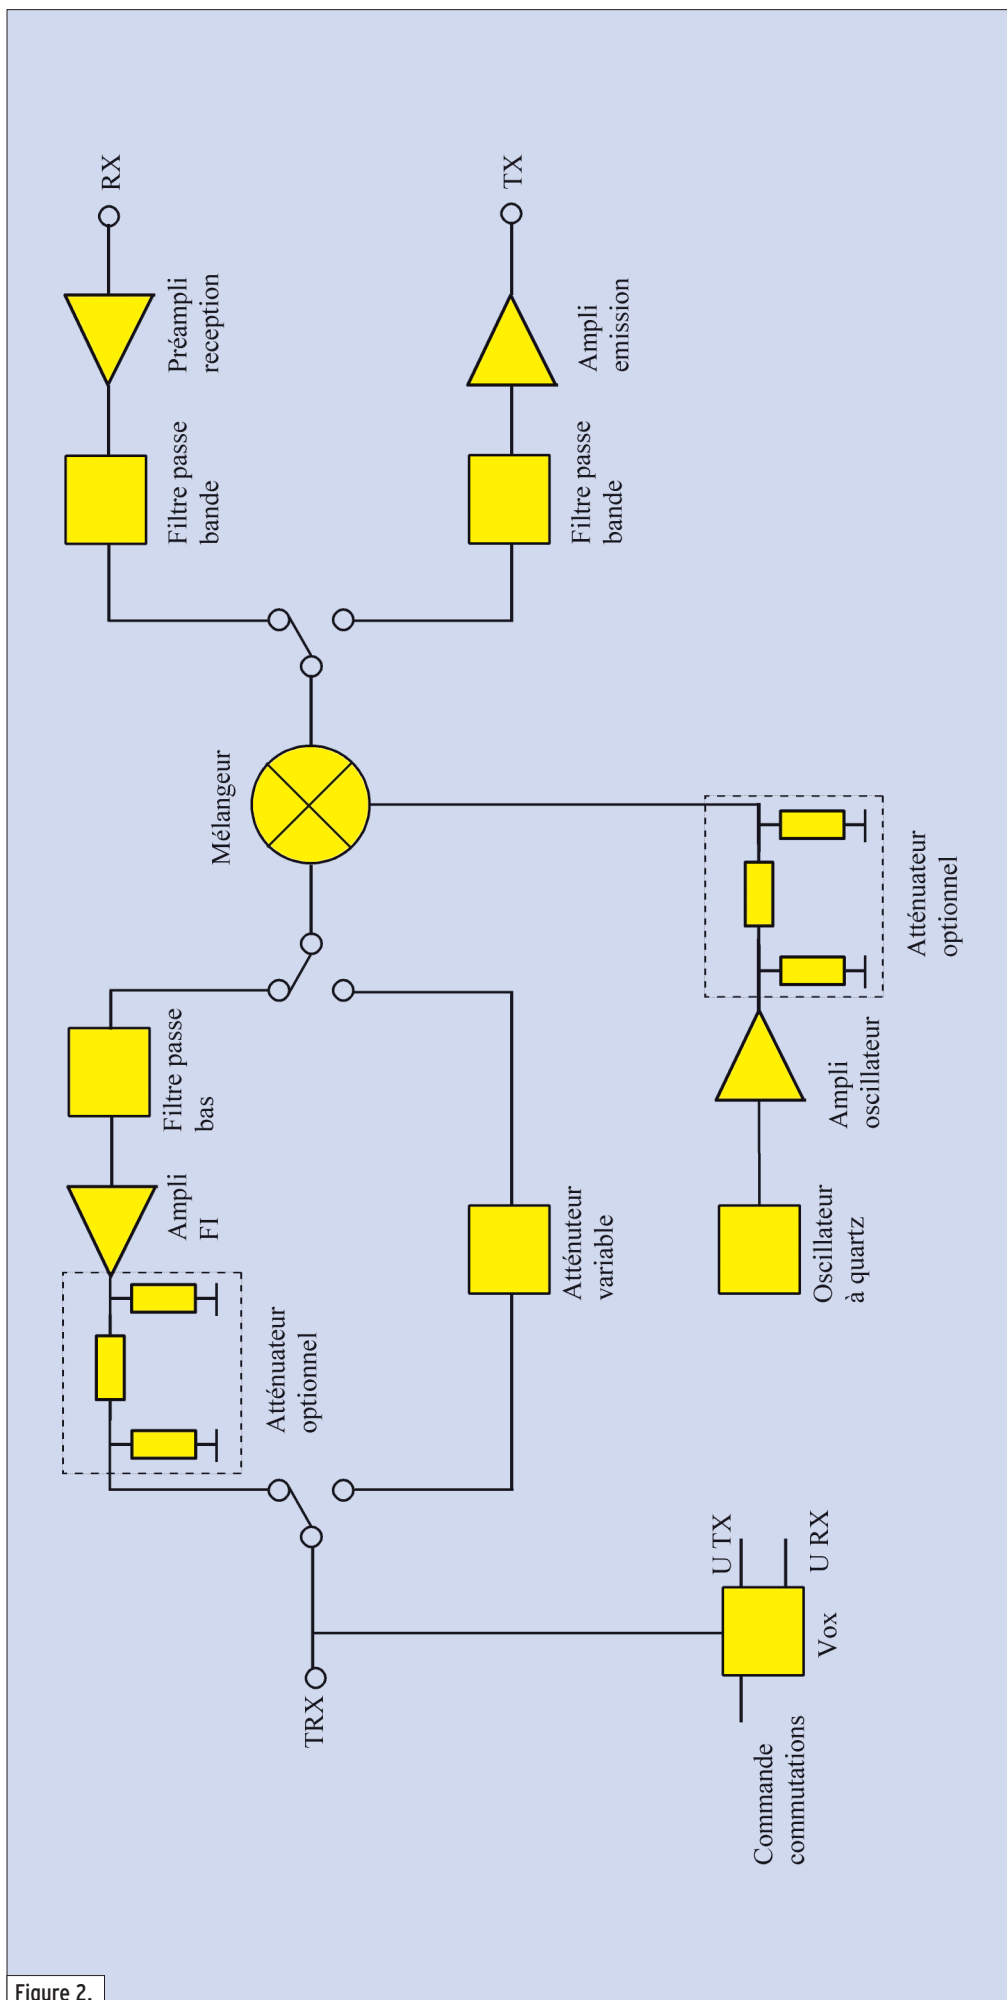 RX
Préampli
reception
Filtre passe
bande
TX
Ampli
emission
Filtre passe
bande
Mélangeur
Filtre passe
bas
Ampli
FI
Atténuateur
optionnel
Atténuteur
variable
Atténuateur
optionnel
Ampli
oscillateur
Oscillateur
à quartz
TRX
U TX
U RX
Vox
Commande
commutations
Figure 2.